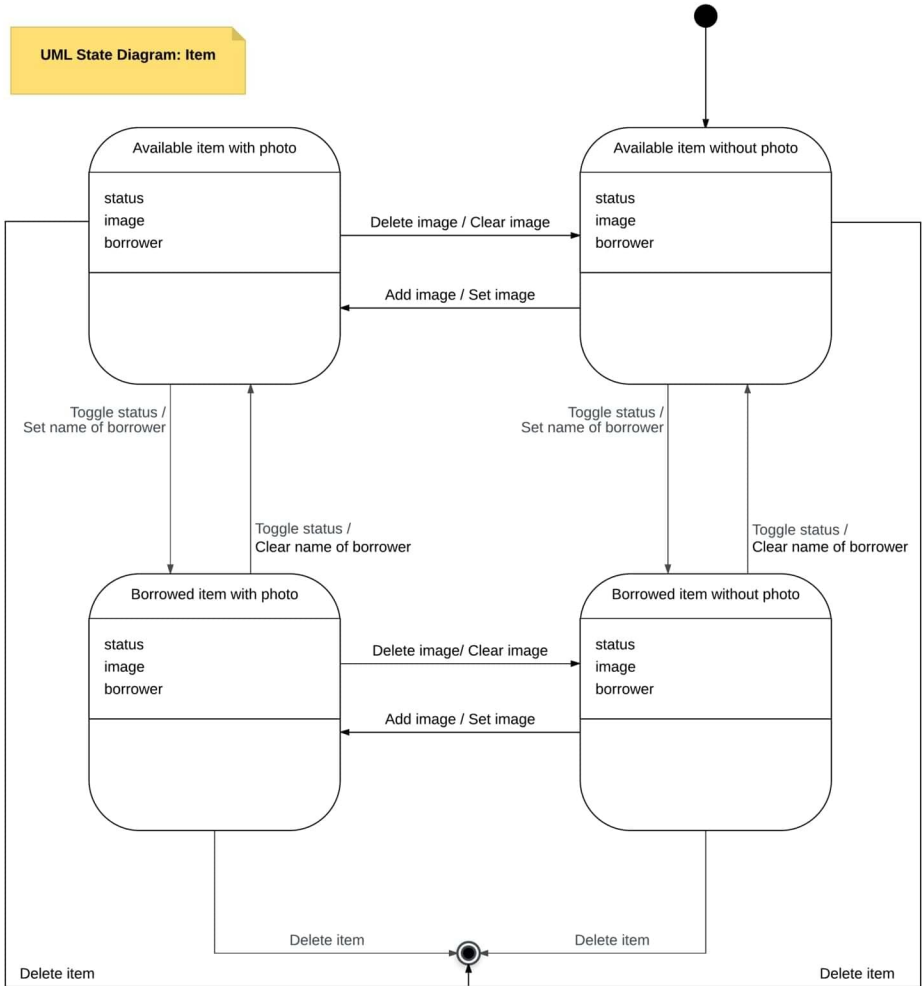 UML State Diagram: Item
Available item with photo
status
image
borrower
Available item without photo
status
image
borrower
Delete image / Clear image
Add image / Set image
Toggle status /
Set name of borrower
Toggle status /
Clear name of borrower
Toggle status /
Set name of borrower
Toggle status /
Clear name of borrower
Borrowed item with photo
status
image
borrower
Borrowed item without photo
status
image
borrower
Delete image/ Clear image
Add image / Set image
Delete item
Delete item
Delete item
Delete item